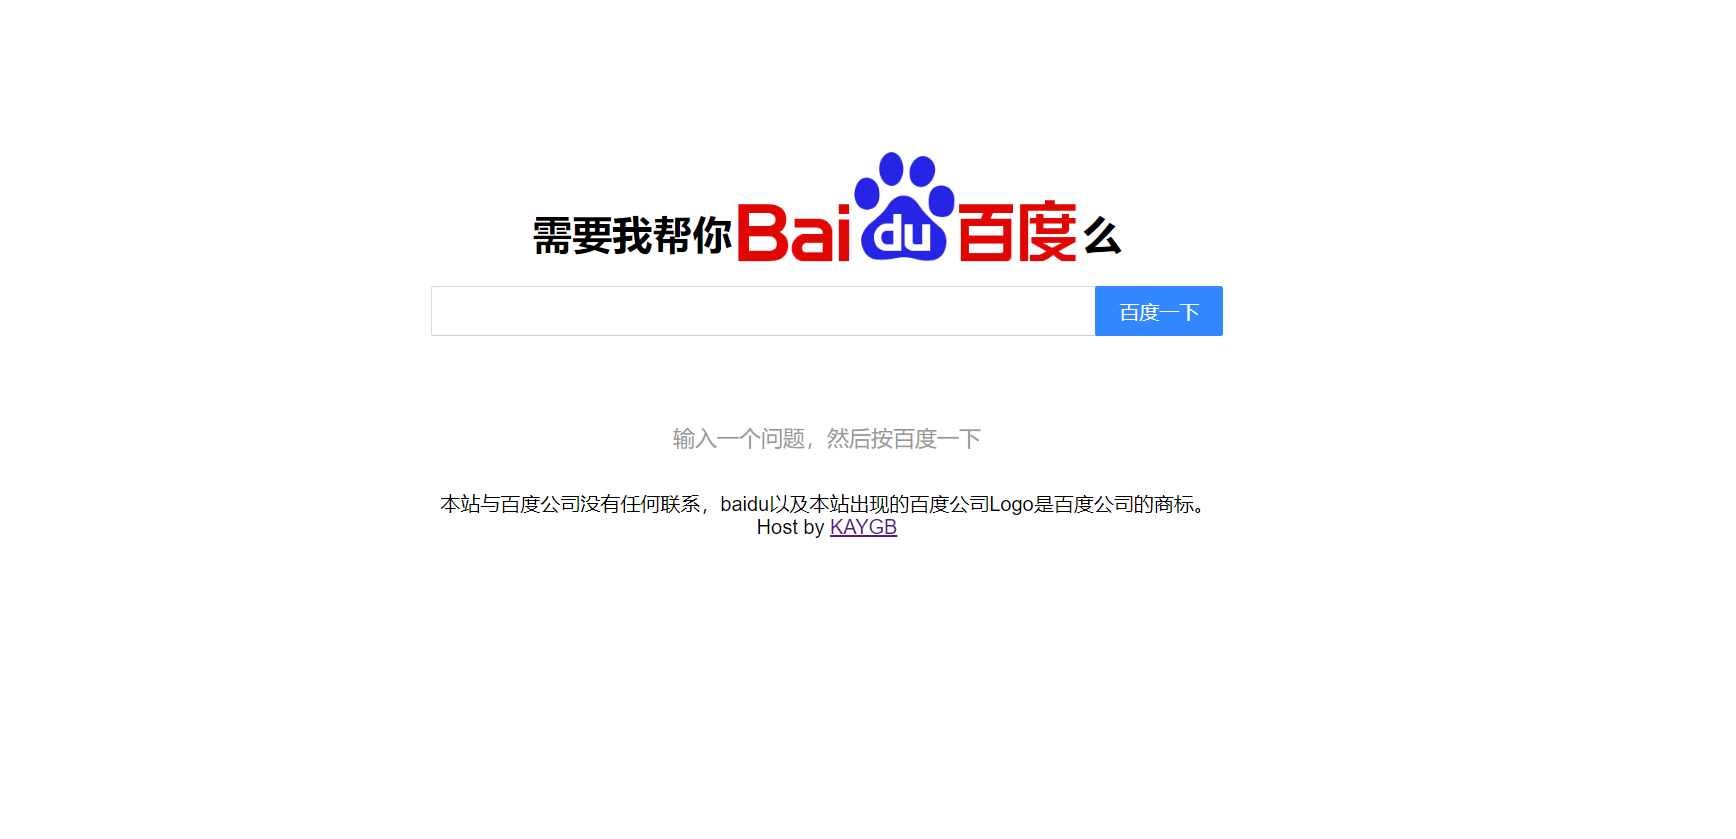 需要我帮你Baidu百度么
百度一下
输入一个问题，然后按百度一下
本站与百度公司没有任何联系，baidu以及本站出现的百度公司Logo是百度公司的商标。
Host by KAYGB